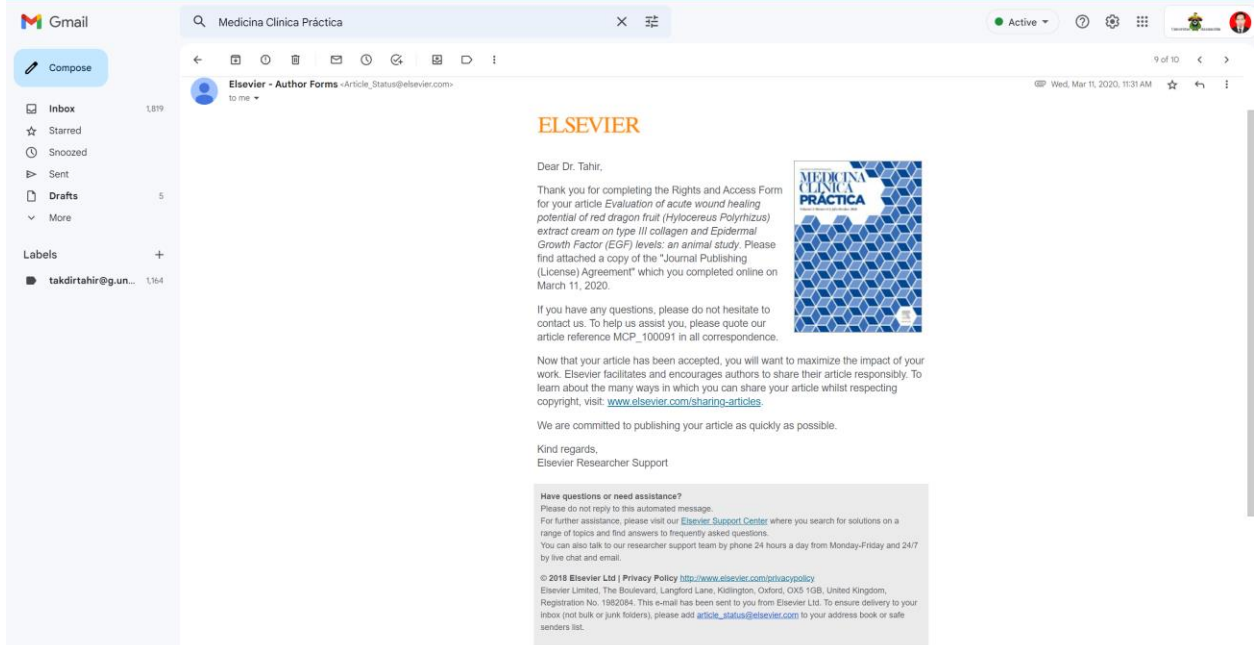 Gmail
Medicina Clínica Práctica
Active
Compose
9 of 10
Inbox 1,819
Starred
Snoozed
Sent
Drafts 5
More
Labels
takdirtahir@g.un... 1,164
Elsevier - Author Forms <Article_Status@elsevier.com>
to me
Wed, Mar 11, 2020, 11:31 AM
ELSEVIER
Dear Dr. Tahir,
Thank you for completing the Rights and Access Form
for your article Evaluation of acute wound healing
potential of red dragon fruit (Hylocereus Polyrhizus)
extract cream on type III collagen and Epidermal
Growth Factor (EGF) levels: an animal study. Please
find attached a copy of the "Journal Publishing
(License) Agreement" which you completed online on
March 11, 2020.
MEDICINA
CLÍNICA
PRÁCTICA
If you have any questions, please do not hesitate to
contact us. To help us assist you, please quote our
article reference MCP_100091 in all correspondence.
Now that your article has been accepted, you will want to maximize the impact of your
work. Elsevier facilitates and encourages authors to share their article responsibly. To
learn about the many ways in which you can share your article whilst respecting
copyright, visit: www.elsevier.com/sharing-articles.
We are committed to publishing your article as quickly as possible.
Kind regards,
Elsevier Researcher Support
Have questions or need assistance?
Please do not reply to this automated message.
For further assistance, please visit our Elsevier Support Center where you search for solutions on a
range of topics and find answers to frequently asked questions.
You can also talk to our researcher support team by phone 24 hours a day from Monday-Friday and 24/7
by live chat and email.
© 2018 Elsevier Ltd | Privacy Policy http://www.elsevier.com/privacypolicy
Elsevier Limited, The Boulevard, Langford Lane, Kidlington, Oxford, OX5 1GB, United Kingdom,
Registration No. 1982084. This e-mail has been sent to you from Elsevier Ltd. To ensure delivery to your
inbox (not bulk or junk folders), please add article_status@elsevier.com to your address book or safe
senders list.